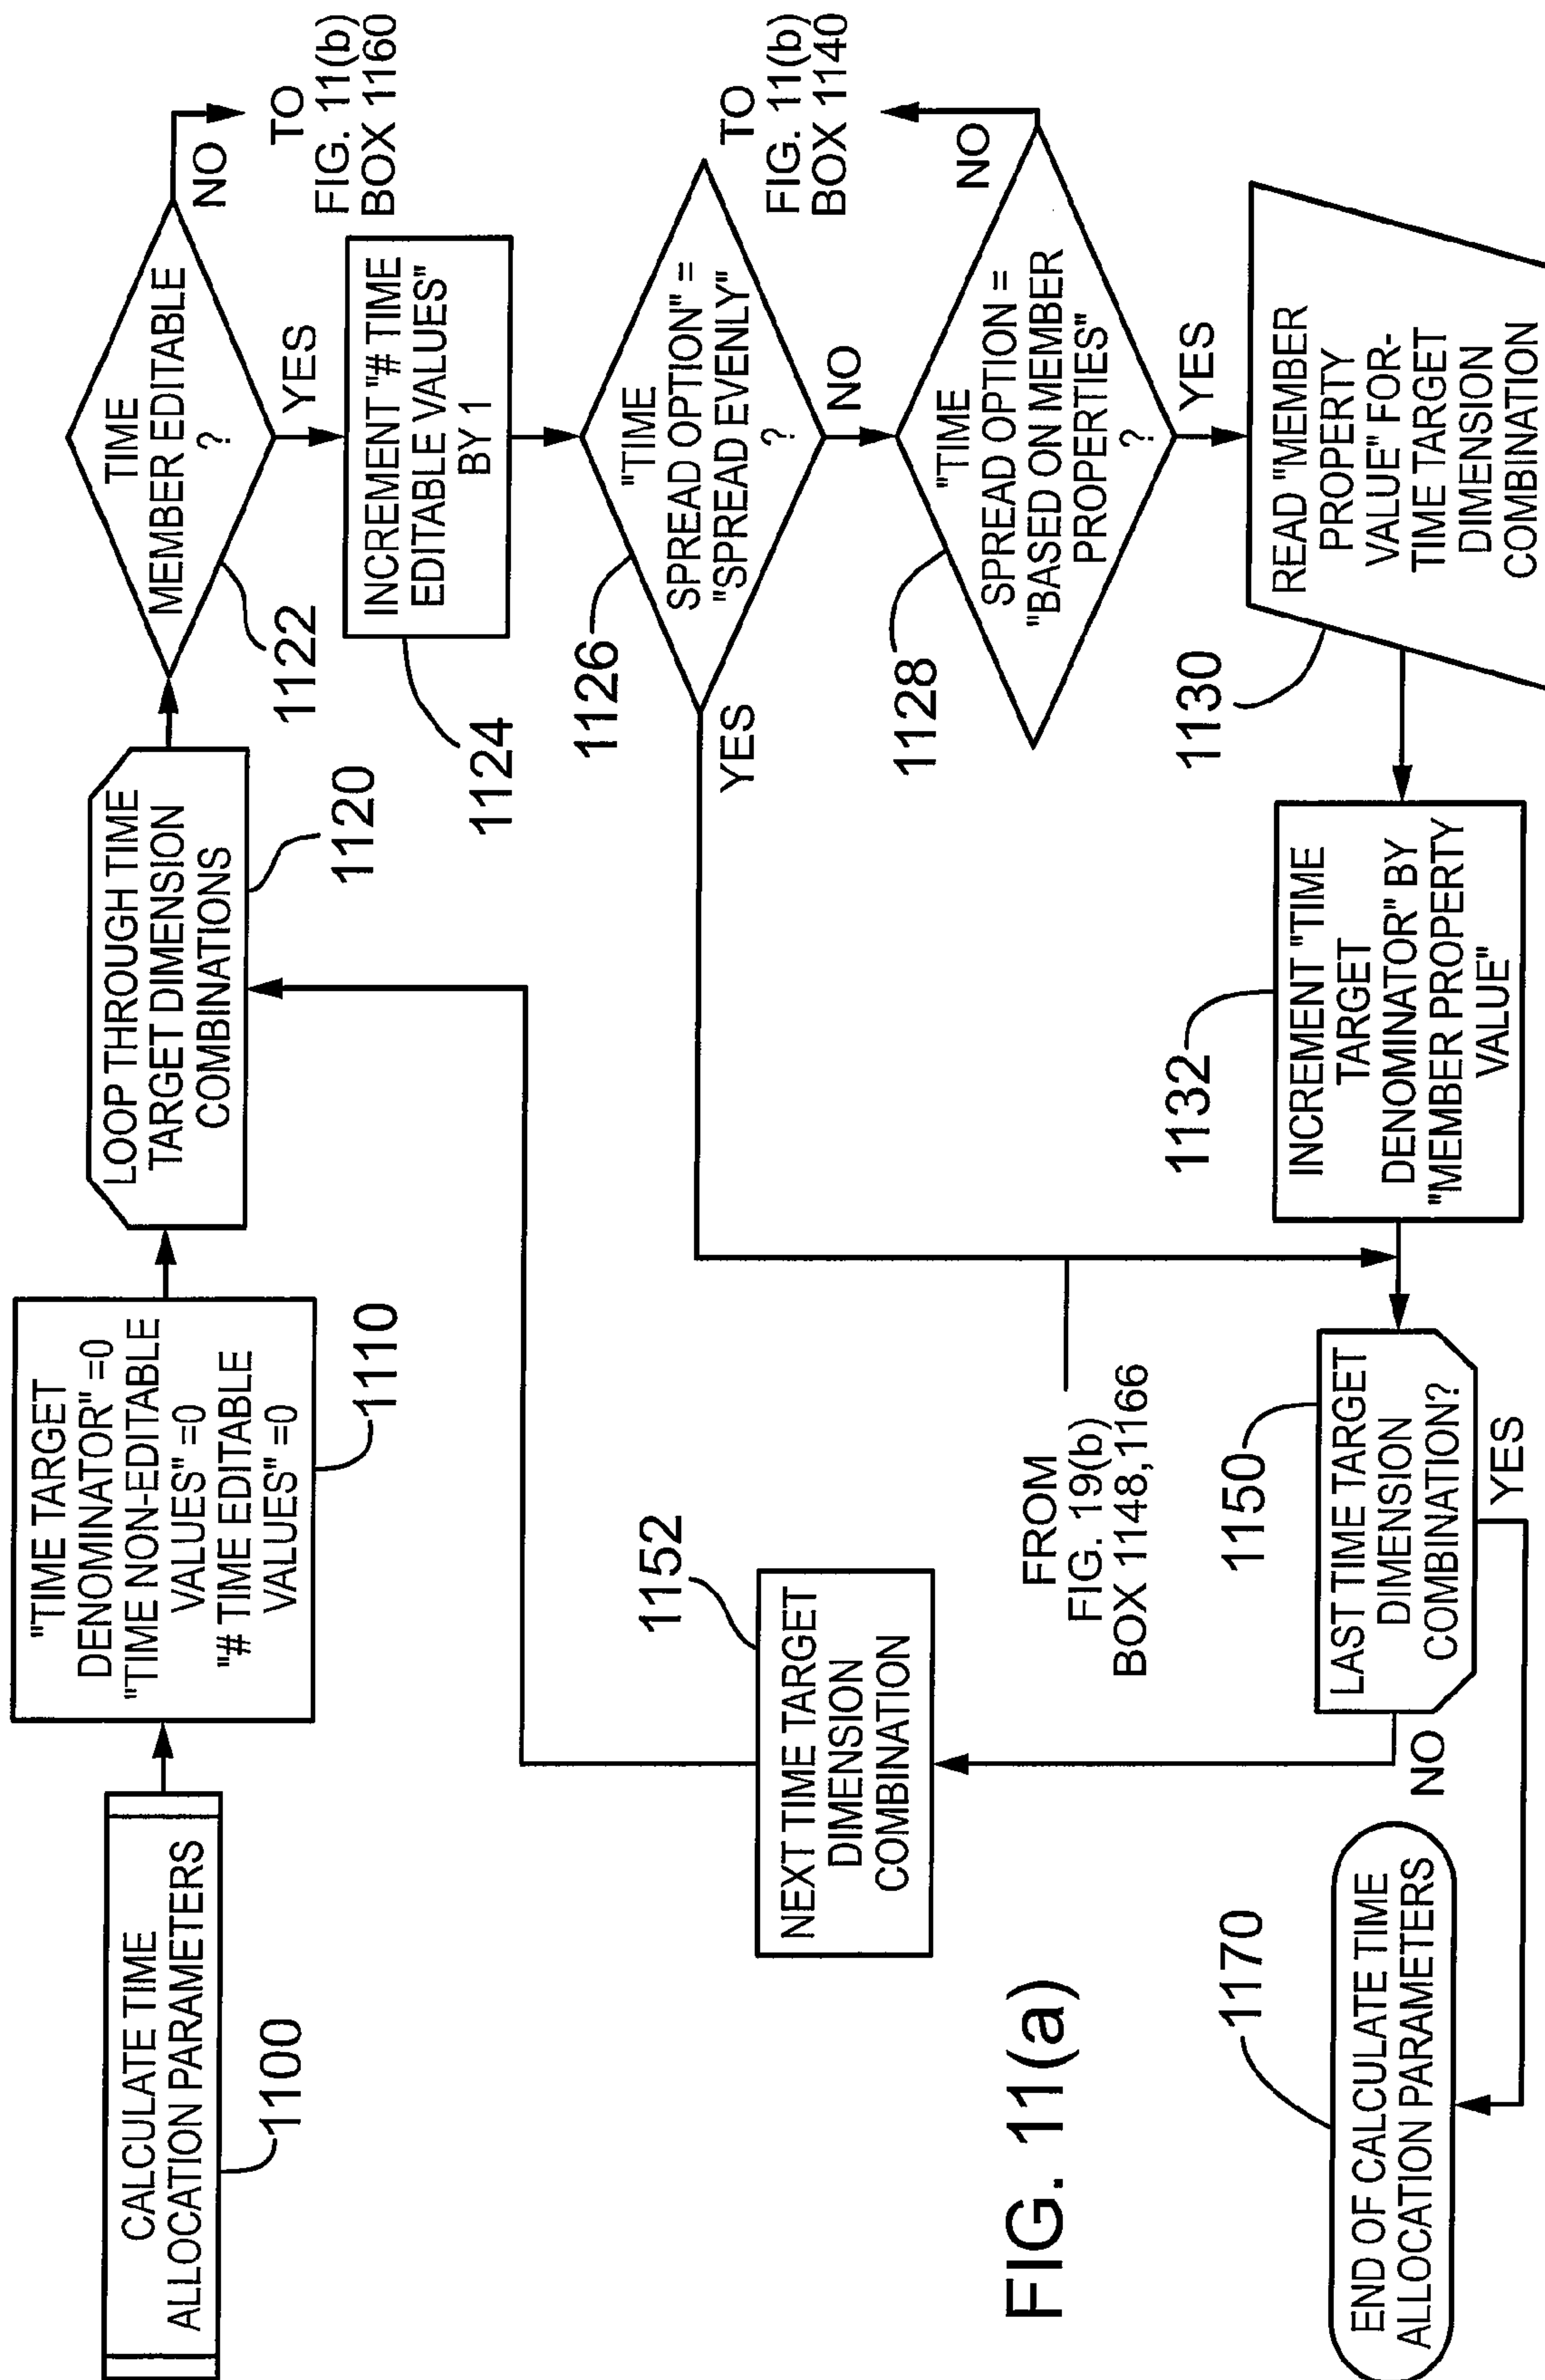 CALCULATE TIME
ALLOCATION PARAMETERS
1100
"TIME TARGET
DENOMINATOR" =0
"TIME NON-EDITABLE
VALUES" =0
"# TIME EDITABLE
VALUES" =0
1110
LOOP THROUGH TIME
TARGET DIMENSION
COMBINATIONS
1120
TIME
MEMBER EDITABLE
?
1122
NO
TO
FIG. 11(b)
BOX 1160
YES
INCREMENT "# TIME
EDITABLE VALUES"
BY 1
1124
"TIME
SPREAD OPTION" =
"SPREAD EVENLY"
?
1126
YES
NO
"TIME
SPREAD OPTION =
"BASED ON MEMBER
PROPERTIES"
?
1128
NO
TO
FIG. 11(b)
BOX 1140
YES
READ "MEMBER
PROPERTY
VALUE" FOR-
TIME TARGET
DIMENSION
COMBINATION
1130
INCREMENT "TIME
TARGET
DENOMINATOR" BY
"MEMBER PROPERTY
VALUE"
1132
FROM
FIG. 19(b)
BOX 1148,1166
LAST TIME TARGET
DIMENSION
COMBINATION?
1150
NO
YES
NEXT TIME TARGET
DIMENSION
COMBINATION
1152
END OF CALCULATE TIME
ALLOCATION PARAMETERS
1170
FIG. 11(a)